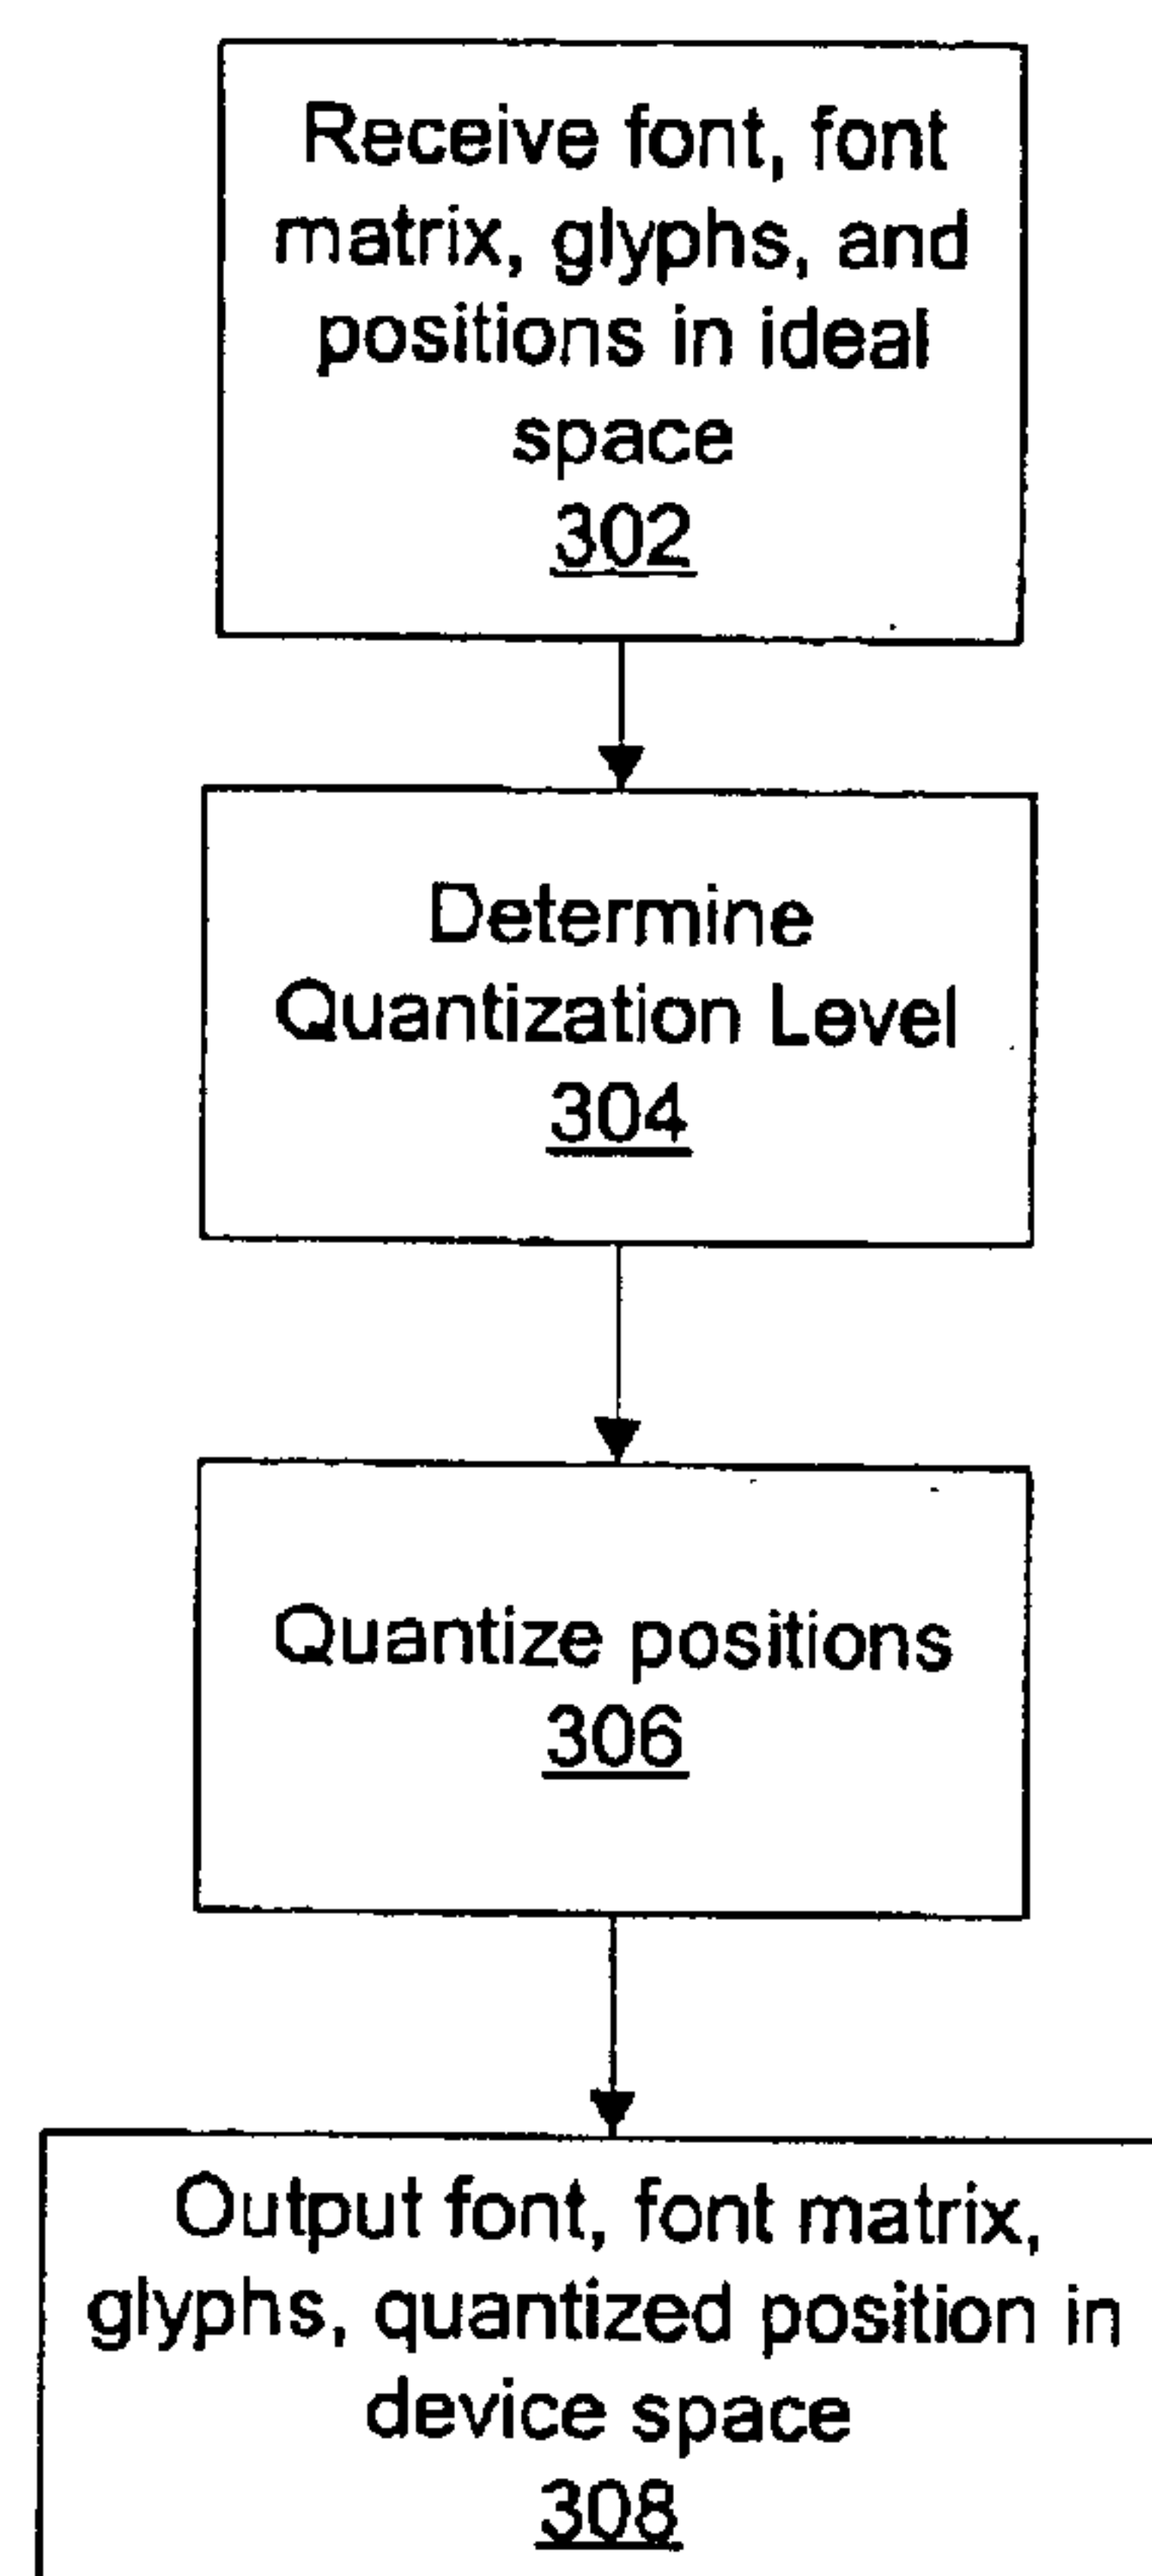 Receive font, font
matrix, glyphs, and
positions in ideal
space
302
Determine
Quantization Level
304
Quantize positions
306
Output font, font matrix,
glyphs, quantized position in
device space
308